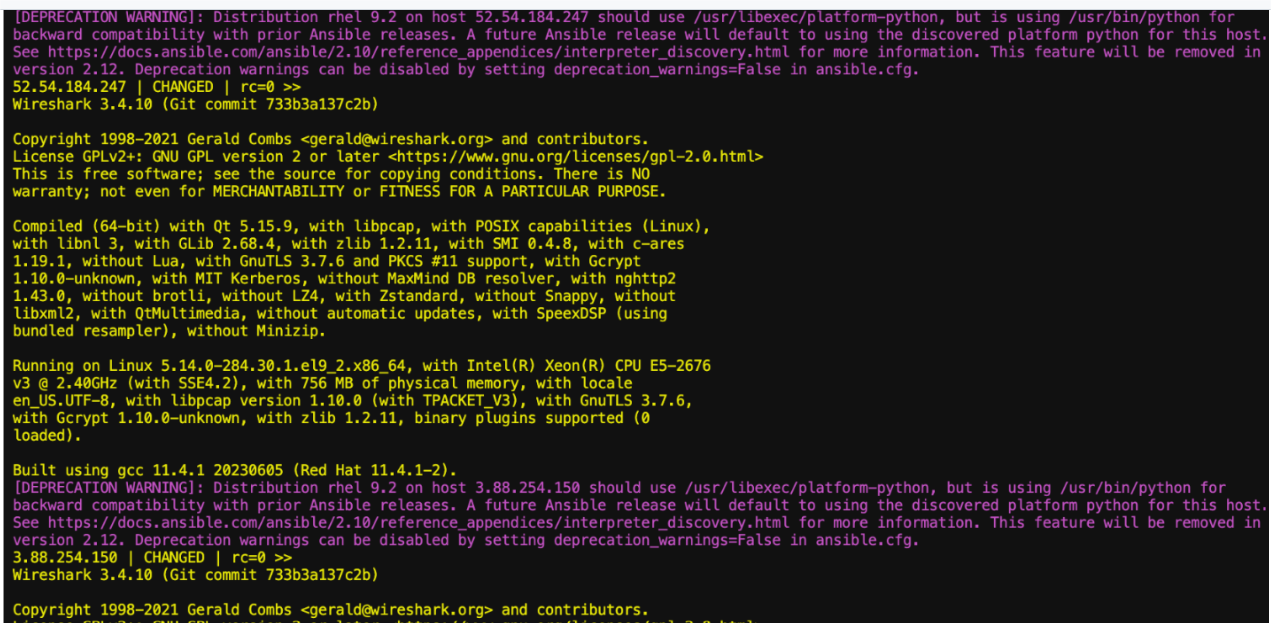 [DEPRECATION WARNING]: Distribution rhel 9.2 on host 52.54.184.247 should use /usr/libexec/platform-python, but is using /usr/bin/python for
backward compatibility with prior Ansible releases. A future Ansible release will default to using the discovered platform python for this host.
See https://docs.ansible.com/ansible/2.10/reference_appendices/interpreter_discovery.html for more information. This feature will be removed in
version 2.12. Deprecation warnings can be disabled by setting deprecation_warnings=False in ansible.cfg.
52.54.184.247 | CHANGED | rc=0 >>
Wireshark 3.4.10 (Git commit 733b3a137c2b)
Copyright 1998-2021 Gerald Combs <gerald@wireshark.org> and contributors.
License GPLv2+: GNU GPL version 2 or later <https://www.gnu.org/licenses/gpl-2.0.html>
This is free software; see the source for copying conditions. There is NO
warranty; not even for MERCHANTABILITY or FITNESS FOR A PARTICULAR PURPOSE.
Compiled (64-bit) with Qt 5.15.9, with libpcap, with POSIX capabilities (Linux),
with libnl 3, with GLib 2.68.4, with zlib 1.2.11, with SMI 0.4.8, with c-ares
1.19.1, without Lua, with GnuTLS 3.7.6 and PKCS #11 support, with Gcrypt
1.10.0-unknown, with MIT Kerberos, without MaxMind DB resolver, with nghttp2
1.43.0, without brotli, without LZ4, with Zstandard, without Snappy, without
libxml2, with QtMultimedia, without automatic updates, with SpeexDSP (using
bundled resampler), without Minizip.
Running on Linux 5.14.0-284.30.1.el9_2.x86_64, with Intel(R) Xeon(R) CPU E5-2676
v3 @ 2.40GHz (with SSE4.2), with 756 MB of physical memory, with locale
en_US.UTF-8, with libpcap version 1.10.0 (with TPACKET_V3), with GnuTLS 3.7.6,
with Gcrypt 1.10.0-unknown, with zlib 1.2.11, binary plugins supported (0
loaded).
Built using gcc 11.4.1 20230605 (Red Hat 11.4.1-2).
[DEPRECATION WARNING]: Distribution rhel 9.2 on host 3.88.254.150 should use /usr/libexec/platform-python, but is using /usr/bin/python for
backward compatibility with prior Ansible releases. A future Ansible release will default to using the discovered platform python for this host.
See https://docs.ansible.com/ansible/2.10/reference_appendices/interpreter_discovery.html for more information. This feature will be removed in
version 2.12. Deprecation warnings can be disabled by setting deprecation_warnings=False in ansible.cfg.
3.88.254.150 | CHANGED | rc=0 >>
Wireshark 3.4.10 (Git commit 733b3a137c2b)
Copyright 1998-2021 Gerald Combs <gerald@wireshark.org> and contributors.